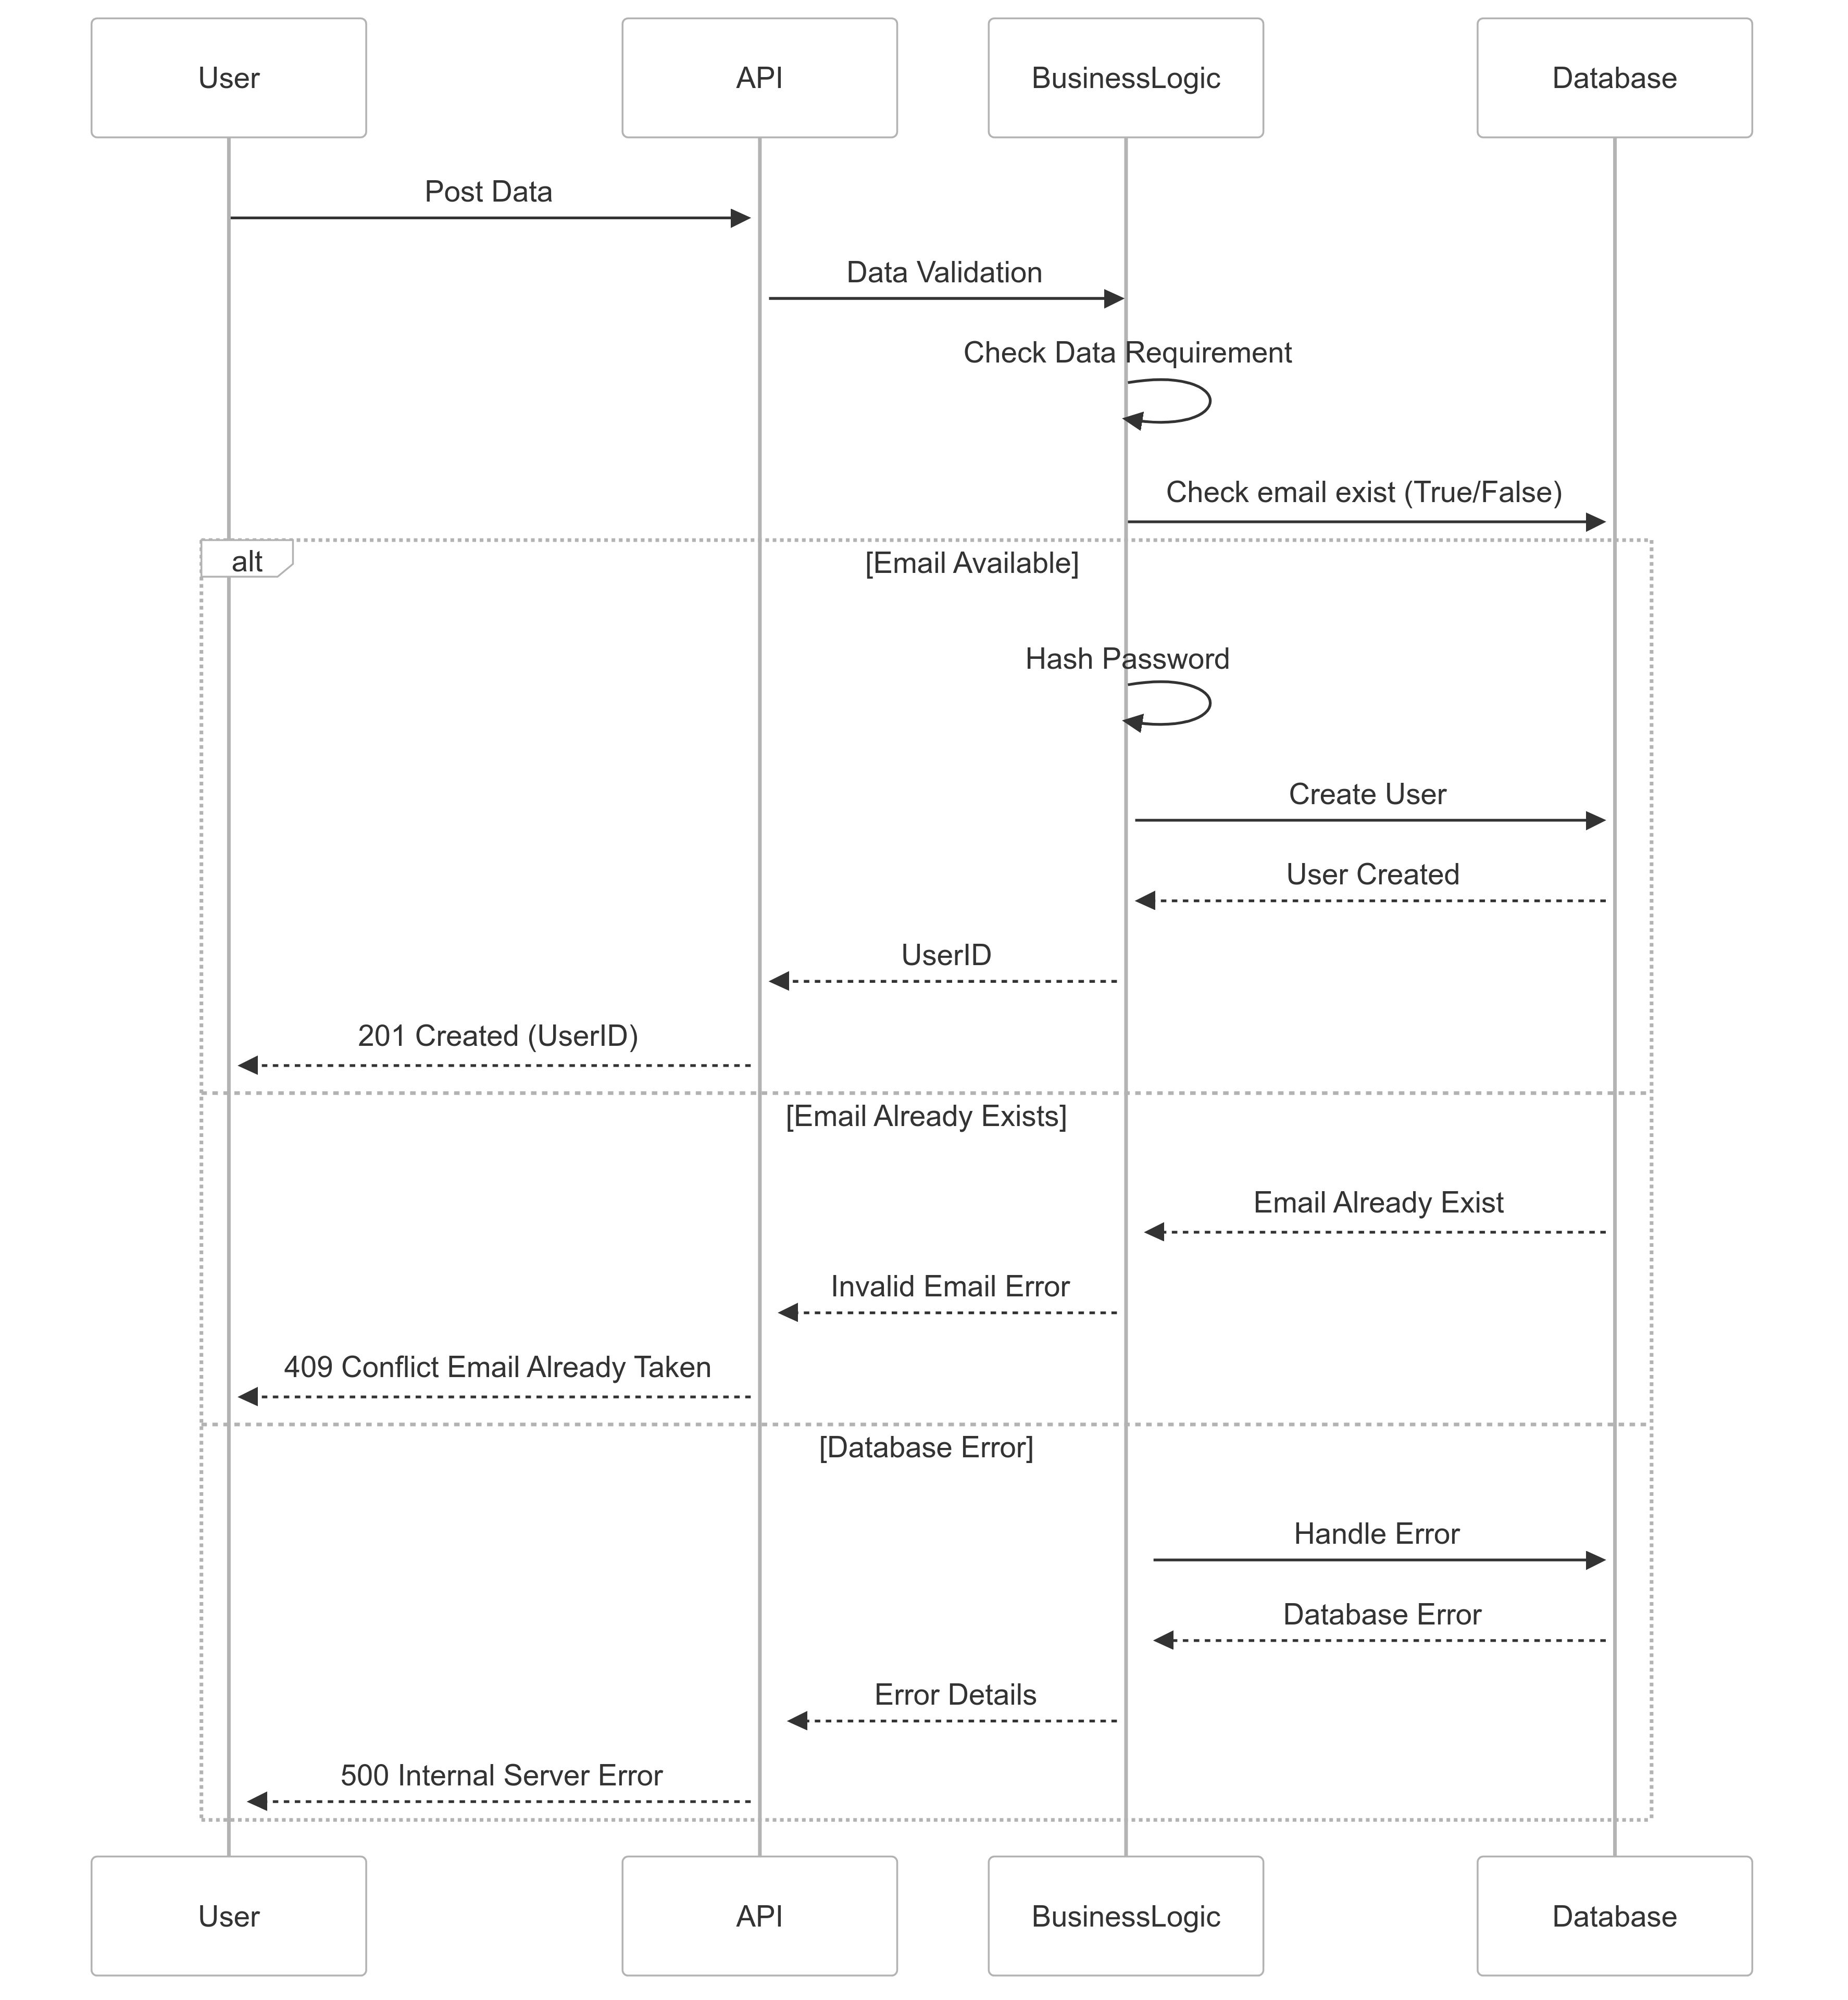 User
API
BusinessLogic
Database
Post Data
Data Validation
Check Data Requirement
Check email exist (True/False)
alt
[Email Available]
Hash Password
Create User
User Created
UserID
201 Created (UserID)
[Email Already Exists]
Email Already Exist
Invalid Email Error
409 Conflict Email Already Taken
[Database Error]
Handle Error
Database Error
Error Details
500 Internal Server Error
User
API
BusinessLogic
Database